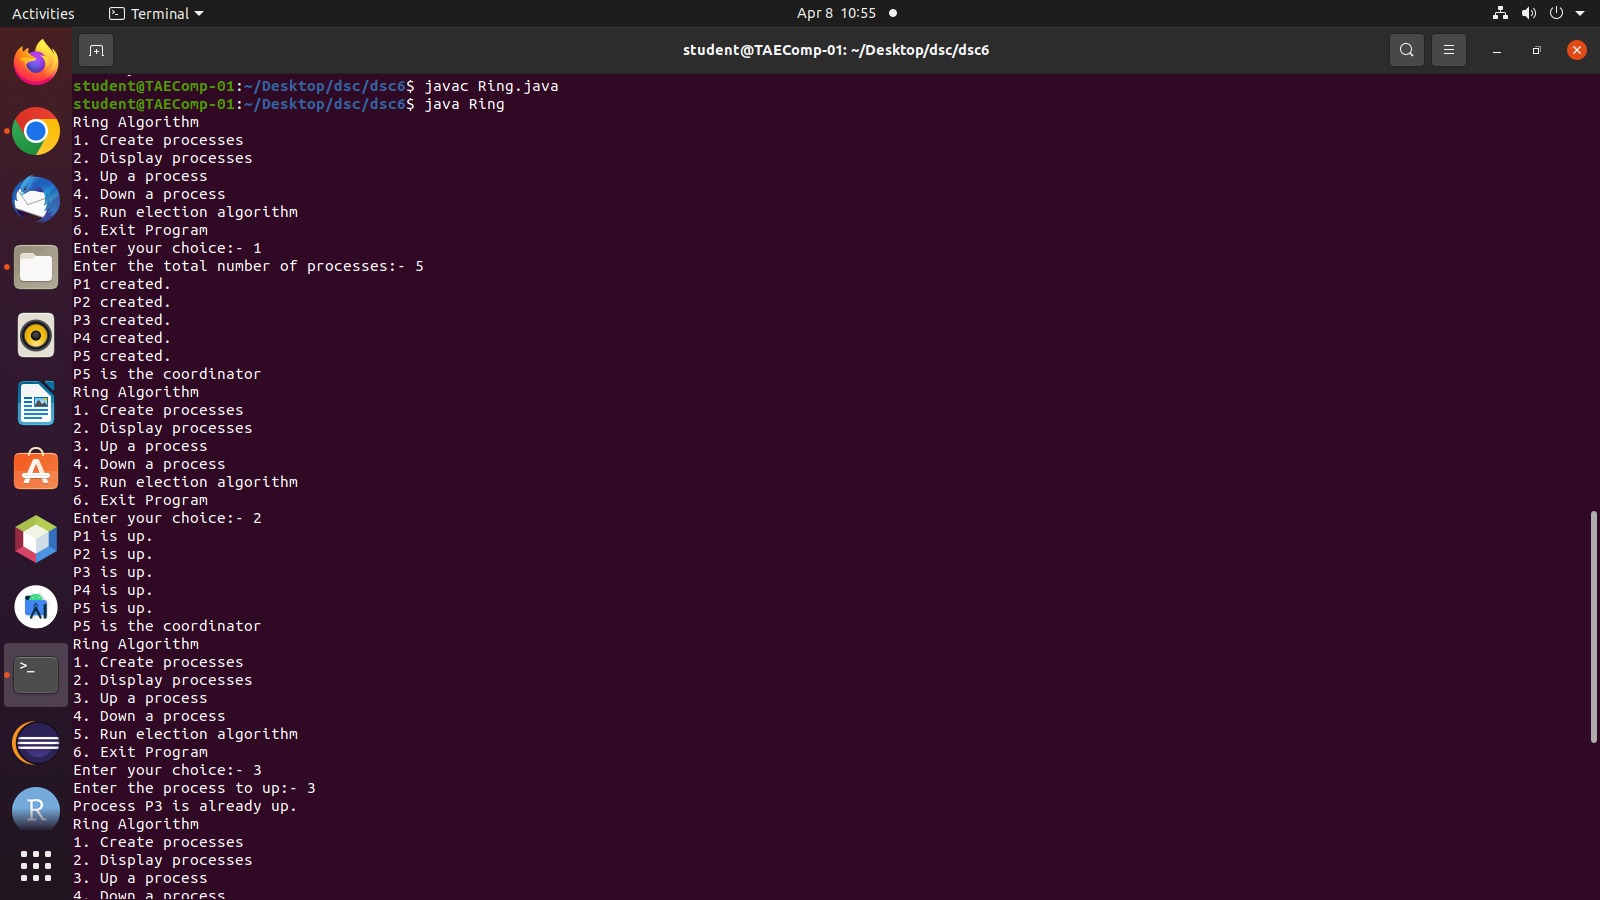 Activities
Terminal
Apr 8 10:55
student@TAEComp-01: ~/Desktop/dsc/dsc6
student@TAEComp-01:~/Desktop/dsc/dsc6$ javac Ring.java
student@TAEComp-01:~/Desktop/dsc/dsc6$ java Ring
Ring Algorithm
1. Create processes
2. Display processes
3. Up a process
4. Down a process
5. Run election algorithm
6. Exit Program
Enter your choice:- 1
Enter the total number of processes:- 5
P1 created.
P2 created.
P3 created.
P4 created.
P5 created.
P5 is the coordinator
Ring Algorithm
1. Create processes
2. Display processes
3. Up a process
4. Down a process
5. Run election algorithm
6. Exit Program
Enter your choice:- 2
P1 is up.
P2 is up.
P3 is up.
P4 is up.
P5 is up.
P5 is the coordinator
Ring Algorithm
1. Create processes
2. Display processes
3. Up a process
4. Down a process
5. Run election algorithm
6. Exit Program
Enter your choice:- 3
Enter the process to up:- 3
Process P3 is already up.
Ring Algorithm
1. Create processes
2. Display processes
3. Up a process
4. Down a process